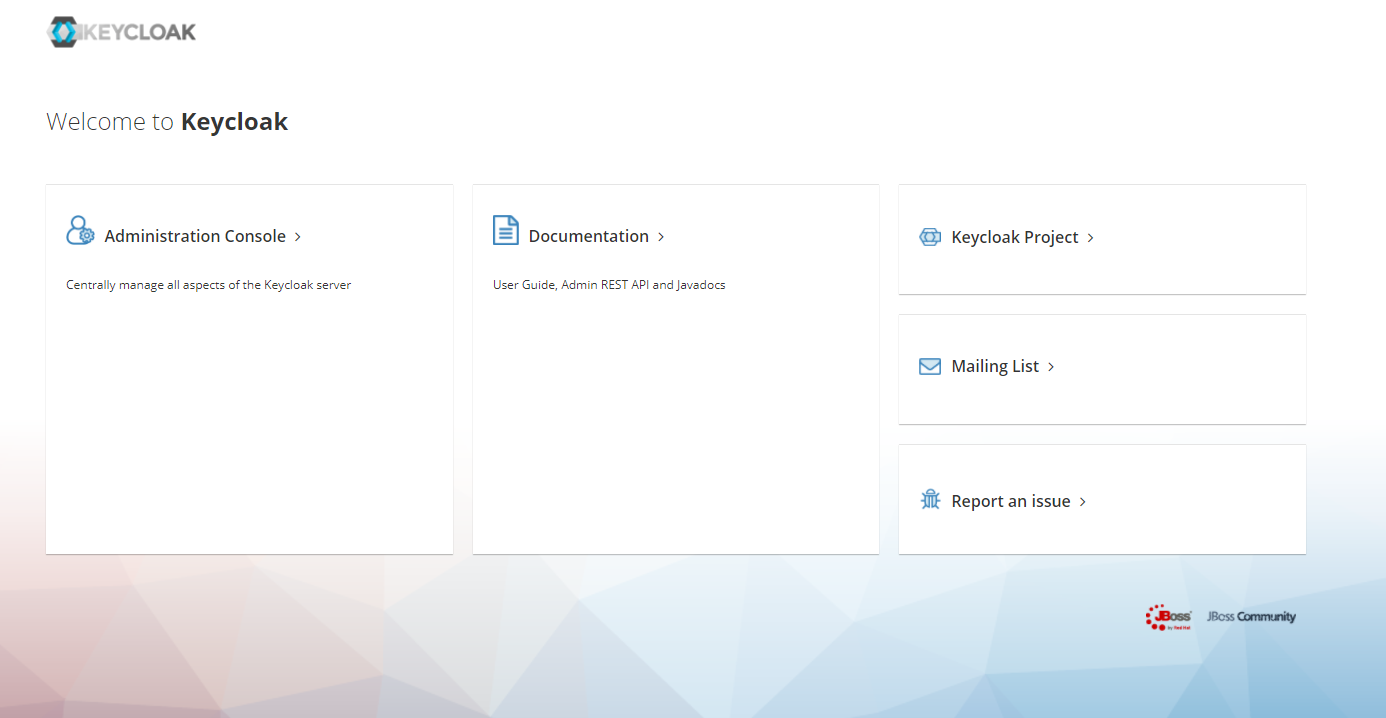 KEYCLOAK
Welcome to Keycloak
Administration Console
Centrally manage all aspects of the Keycloak server
Documentation
User Guide, Admin REST API and Javadocs
Keycloak Project
Mailing List
Report an issue
JBoss
by Red Hat
JBoss Community